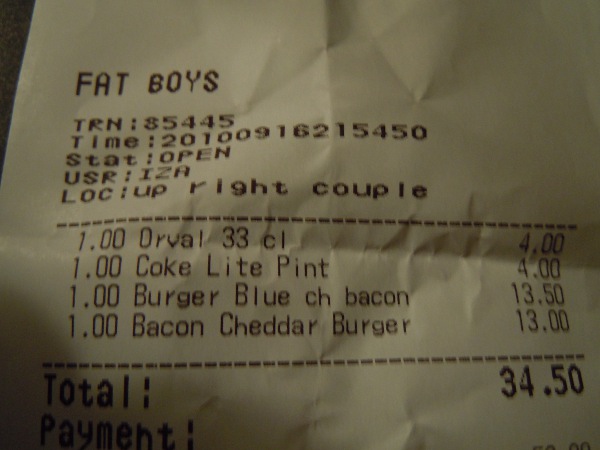 FAT BOYS
TRN:85445
Time:20100916215450
Stat:OPEN
USR:IZA
Loc:up right couple
1.00 Orval 33 cl 4.00
1.00 Coke Lite Pint 4.00
1.00 Burger Blue ch bacon 13.50
1.00 Bacon Cheddar Burger 13.00
Total: 34.50
Payment: